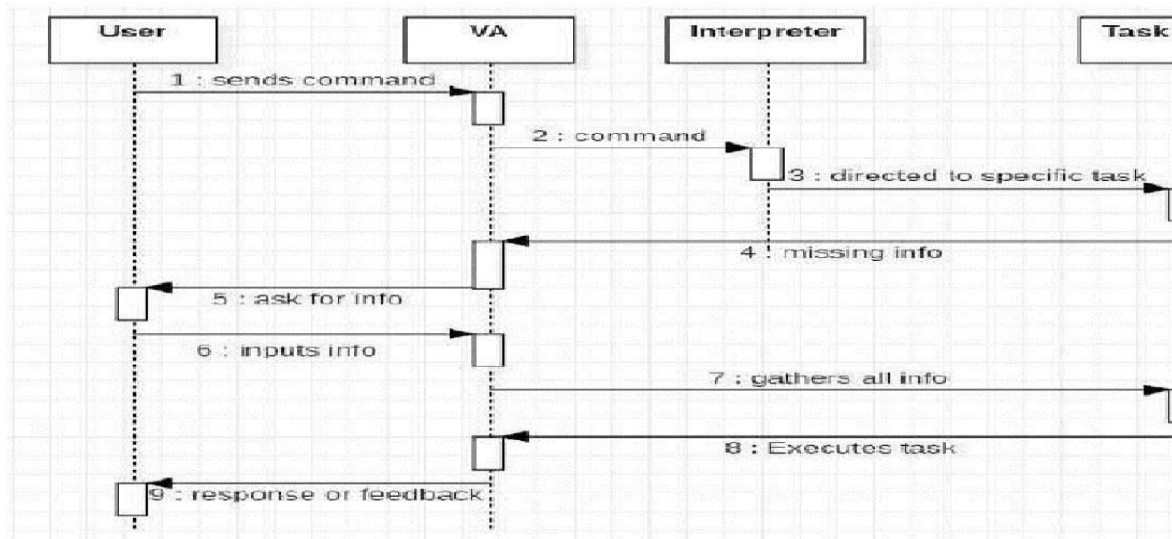 User VA Interpreter Task
1 : sends command
2 : command
3 : directed to specific task
4 : missing info
5 : ask for info
6 : inputs info
7 : gathers all info
8 : Executes task
9 : response or feedback